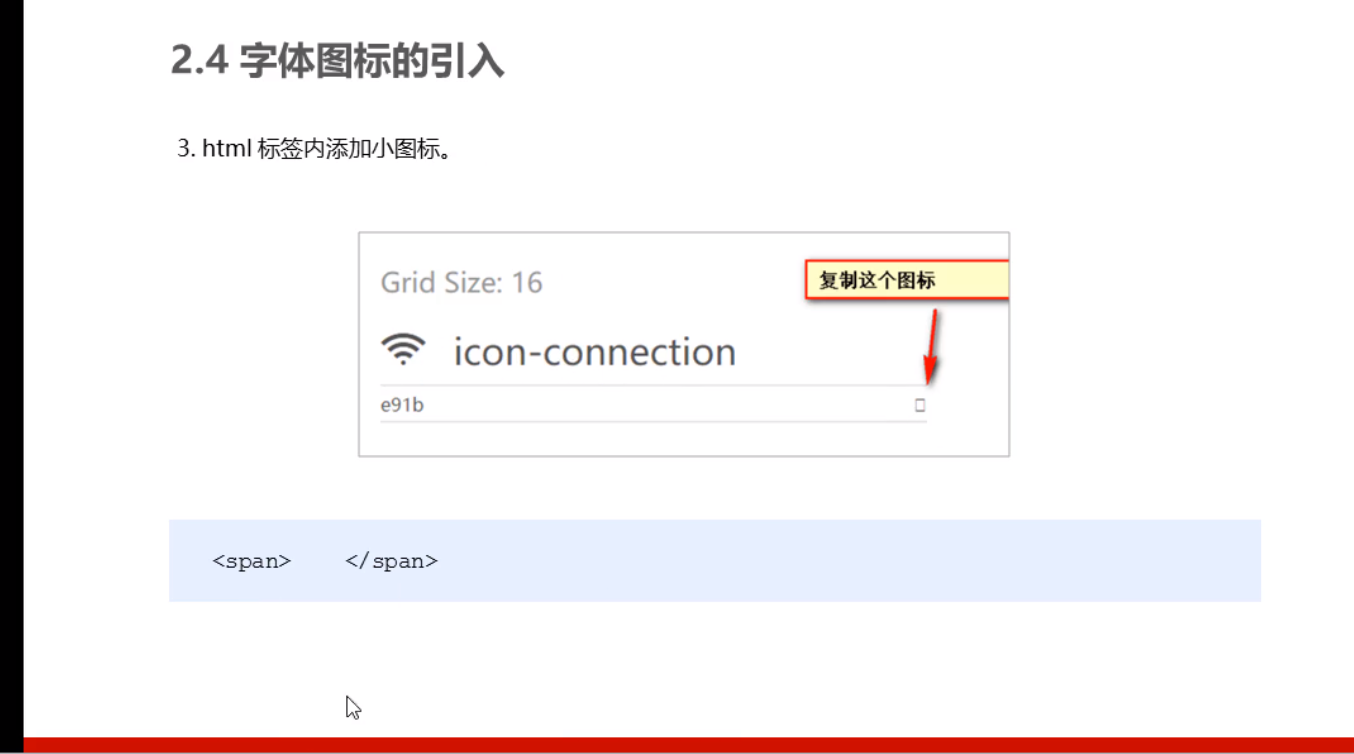 2.4 字体图标的引入
3. html 标签内添加小图标。
Grid Size: 16
复制这个图标
icon-connection
e91b
<span>    </span>